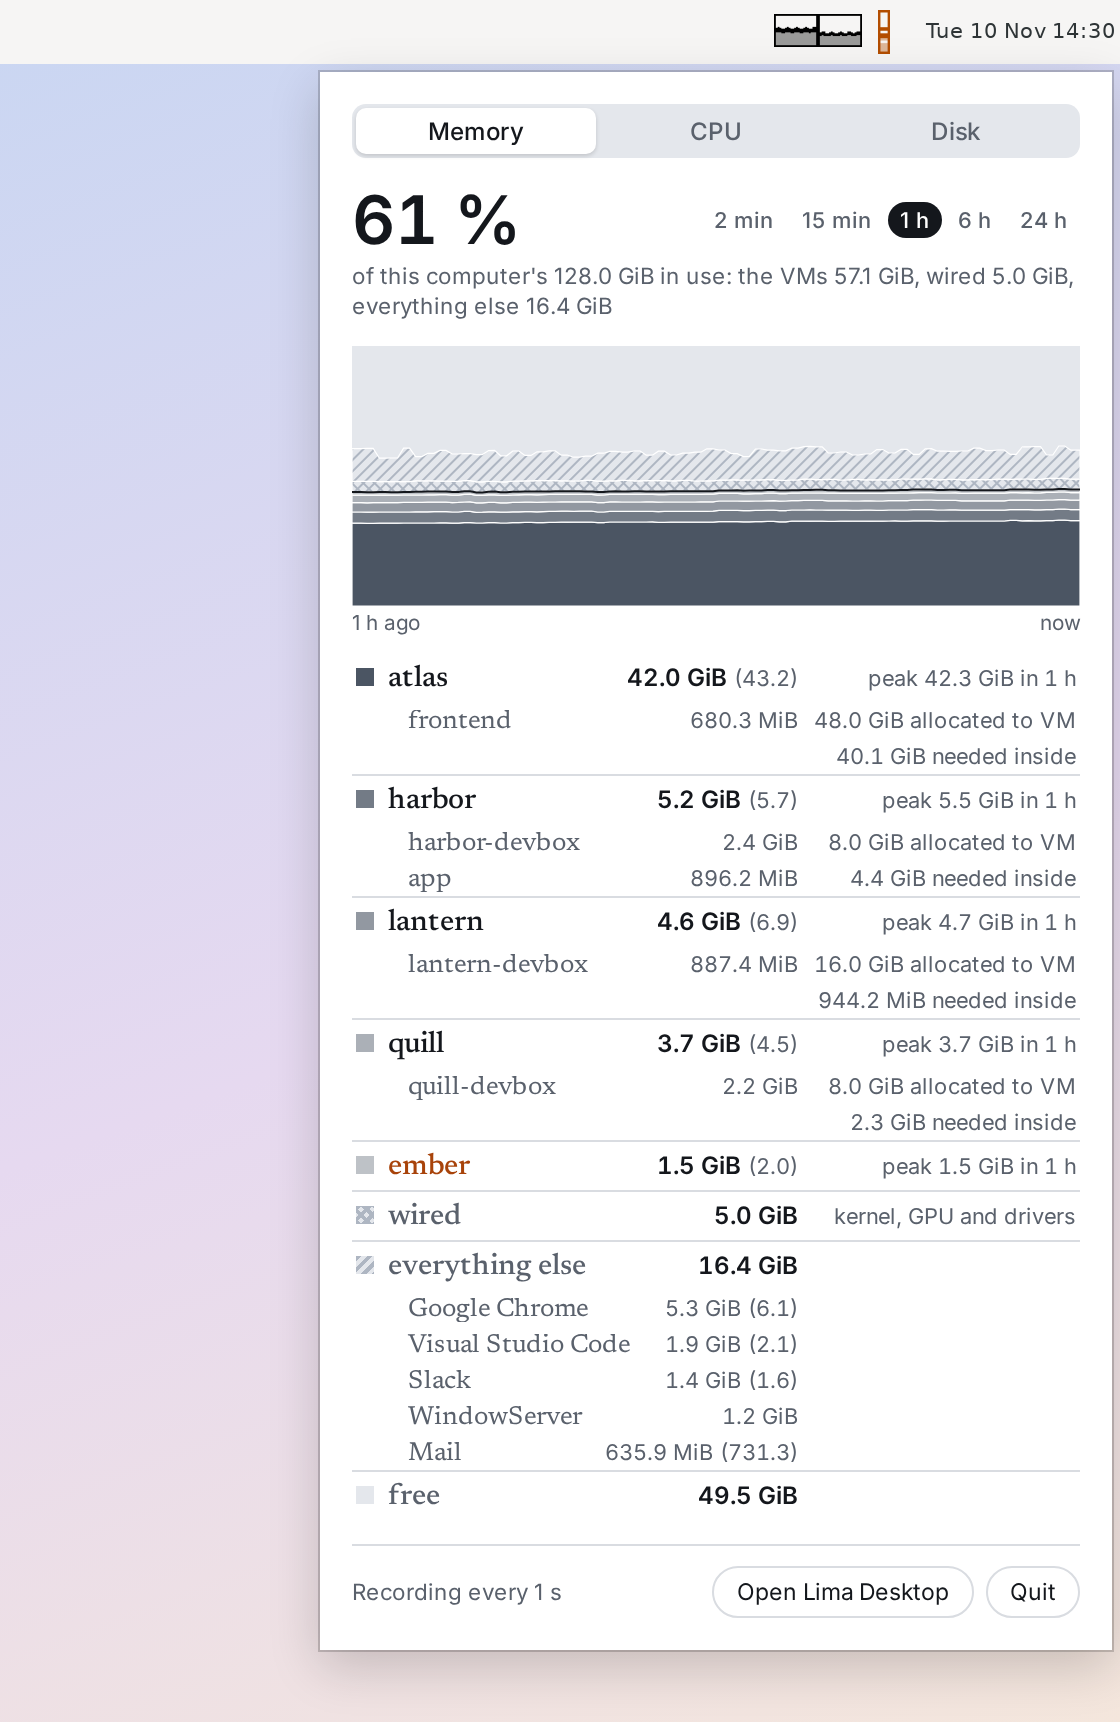 Tue 10 Nov 14:30
Memory CPU Disk
61 % 2 min 15 min 1 h 6 h 24 h
of this computer's 128.0 GiB in use: the VMs 57.1 GiB, wired 5.0 GiB,
everything else 16.4 GiB
1 h ago now
atlas 42.0 GiB (43.2) peak 42.3 GiB in 1 h
frontend 680.3 MiB 48.0 GiB allocated to VM
40.1 GiB needed inside
harbor 5.2 GiB (5.7) peak 5.5 GiB in 1 h
harbor-devbox 2.4 GiB 8.0 GiB allocated to VM
app 896.2 MiB 4.4 GiB needed inside
lantern 4.6 GiB (6.9) peak 4.7 GiB in 1 h
lantern-devbox 887.4 MiB 16.0 GiB allocated to VM
944.2 MiB needed inside
quill 3.7 GiB (4.5) peak 3.7 GiB in 1 h
quill-devbox 2.2 GiB 8.0 GiB allocated to VM
2.3 GiB needed inside
ember 1.5 GiB (2.0) peak 1.5 GiB in 1 h
wired 5.0 GiB kernel, GPU and drivers
everything else 16.4 GiB
Google Chrome 5.3 GiB (6.1)
Visual Studio Code 1.9 GiB (2.1)
Slack 1.4 GiB (1.6)
WindowServer 1.2 GiB
Mail 635.9 MiB (731.3)
free 49.5 GiB
Recording every 1 s Open Lima Desktop Quit